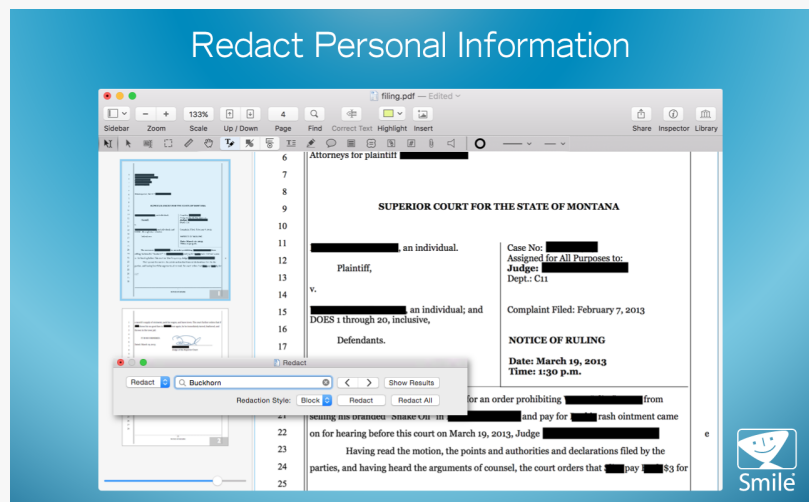 Redact Personal Information
filing.pdf — Edited
133%
4
Sidebar Zoom Scale Up / Down Page Find Correct Text Highlight Insert Share Inspector Library
6 Attorneys for plaintiff
7
8
9 SUPERIOR COURT FOR THE STATE OF MONTANA
10
11 , an individual. Case No:
12 Assigned for All Purposes to:
Plaintiff, Judge:
13 Dept.: C11
14 v.
15 , an individual; and Complaint Filed: February 7, 2013
DOES 1 through 20, inclusive,
16
17 Defendants. NOTICE OF RULING
Date: March 19, 2013
Time: 1:30 p.m.
Redact
Redact Buckhorn Show Results
Redaction Style: Block Redact Redact All
for an order prohibiting from
21 selling his branded "Snake Oil" in and pay for rash ointment came
22 on for hearing before this court on March 19, 2013, Judge e
23 Having read the motion, the points and authorities and declarations filed by the
24 parties, and having heard the arguments of counsel, the court orders that pay $3 for
25
Smile